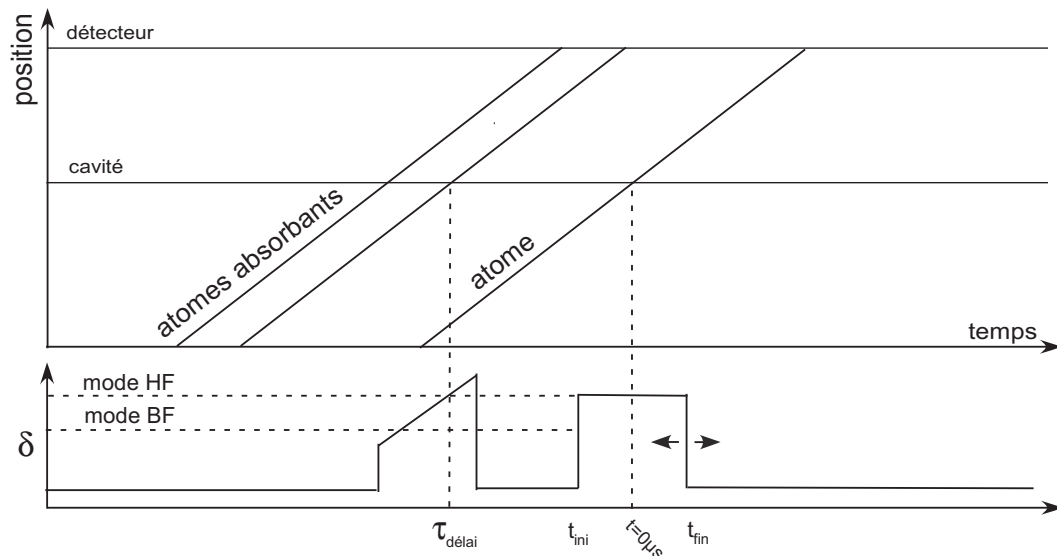 position
détecteur
cavité
atomes absorbants
atome
temps
δ
mode HF
mode BF
τdélai
tini
t=0µs
tfin